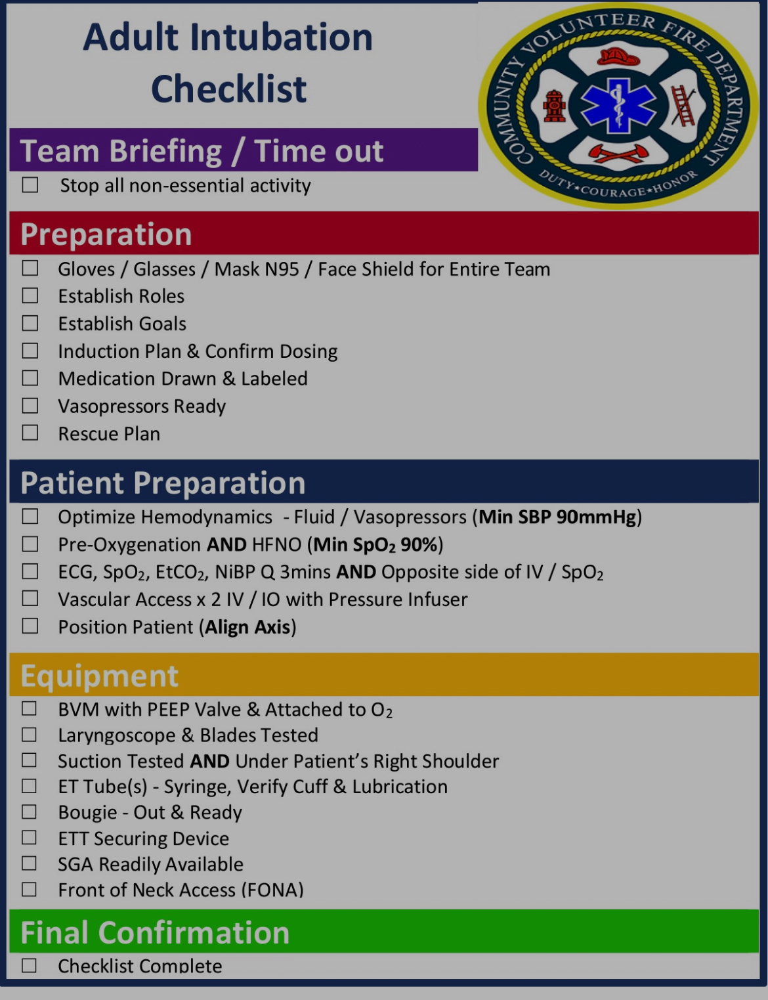 Adult Intubation
Checklist
COMMUNITY VOLUNTEER FIRE DEPARTMENT
DUTY★COURAGE★HONOR
Team Briefing / Time out
☐ Stop all non-essential activity
Preparation
☐ Gloves / Glasses / Mask N95 / Face Shield for Entire Team
☐ Establish Roles
☐ Establish Goals
☐ Induction Plan & Confirm Dosing
☐ Medication Drawn & Labeled
☐ Vasopressors Ready
☐ Rescue Plan
Patient Preparation
☐ Optimize Hemodynamics - Fluid / Vasopressors (Min SBP 90mmHg)
☐ Pre-Oxygenation AND HFNO (Min SpO₂ 90%)
☐ ECG, SpO₂, EtCO₂, NiBP Q 3mins AND Opposite side of IV / SpO₂
☐ Vascular Access x 2 IV / IO with Pressure Infuser
☐ Position Patient (Align Axis)
Equipment
☐ BVM with PEEP Valve & Attached to O₂
☐ Laryngoscope & Blades Tested
☐ Suction Tested AND Under Patient’s Right Shoulder
☐ ET Tube(s) - Syringe, Verify Cuff & Lubrication
☐ Bougie - Out & Ready
☐ ETT Securing Device
☐ SGA Readily Available
☐ Front of Neck Access (FONA)
Final Confirmation
☐ Checklist Complete